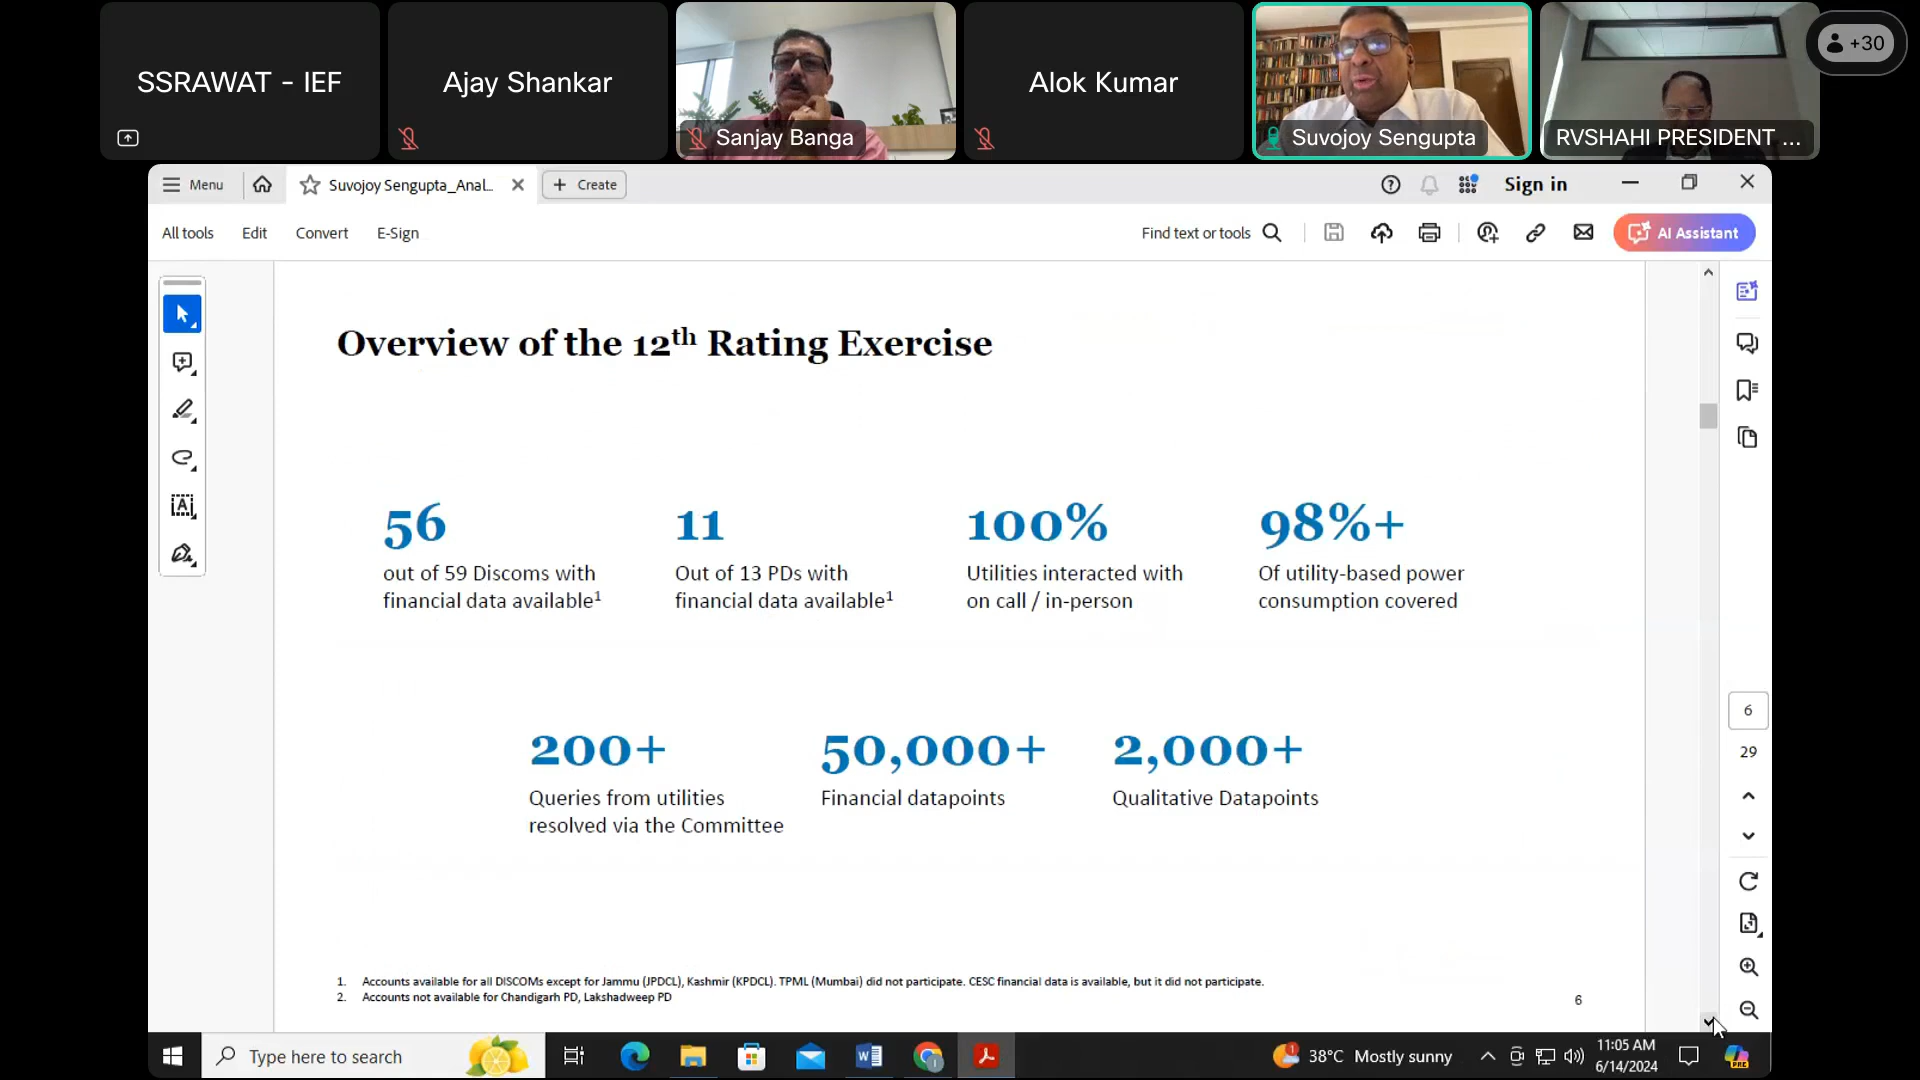 SSRAWAT - IEF
Ajay Shankar
Sanjay Banga
Alok Kumar
Suvojoy Sengupta
RVSHAHI PRESIDENT ...
+30
Menu
Suvojoy Sengupta_Anal...
+ Create
Sign in
All tools
Edit
Convert
E-Sign
Find text or tools
AI Assistant
Overview of the 12th Rating Exercise
56
out of 59 Discoms with
financial data available1
11
Out of 13 PDs with
financial data available1
100%
Utilities interacted with
on call / in-person
98%+
Of utility-based power
consumption covered
200+
Queries from utilities
resolved via the Committee
50,000+
Financial datapoints
2,000+
Qualitative Datapoints
1. Accounts available for all DISCOMs except for Jammu (JPDCL), Kashmir (KPDCL). TPML (Mumbai) did not participate. CESC financial data is available, but it did not participate.
2. Accounts not available for Chandigarh PD, Lakshadweep PD
6
6
29
Type here to search
1
38°C Mostly sunny
11:05 AM
6/14/2024
PRE